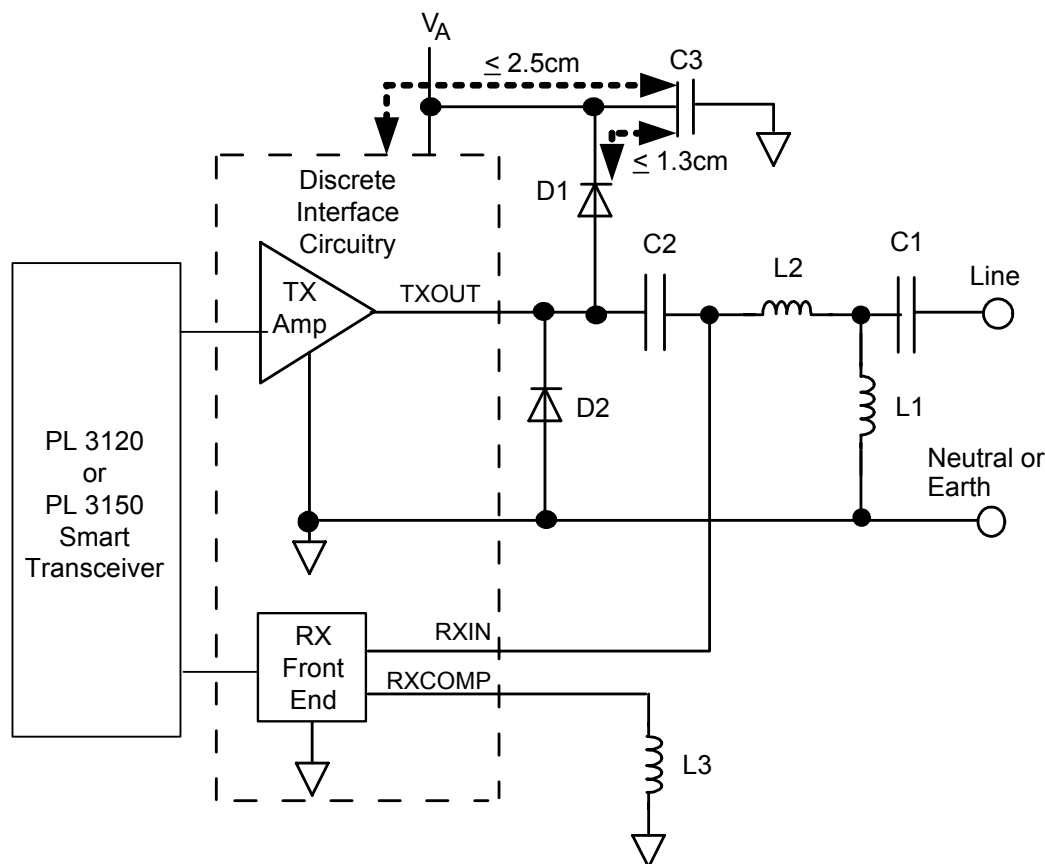 VA
≤ 2.5cm
C3
≤ 1.3cm
Discrete
Interface
Circuitry
D1
C2
C1
L2
Line
TX
Amp
TXOUT
D2
L1
PL 3120
or
PL 3150
Smart
Transceiver
Neutral or
Earth
RX
Front
End
RXIN
RXCOMP
L3